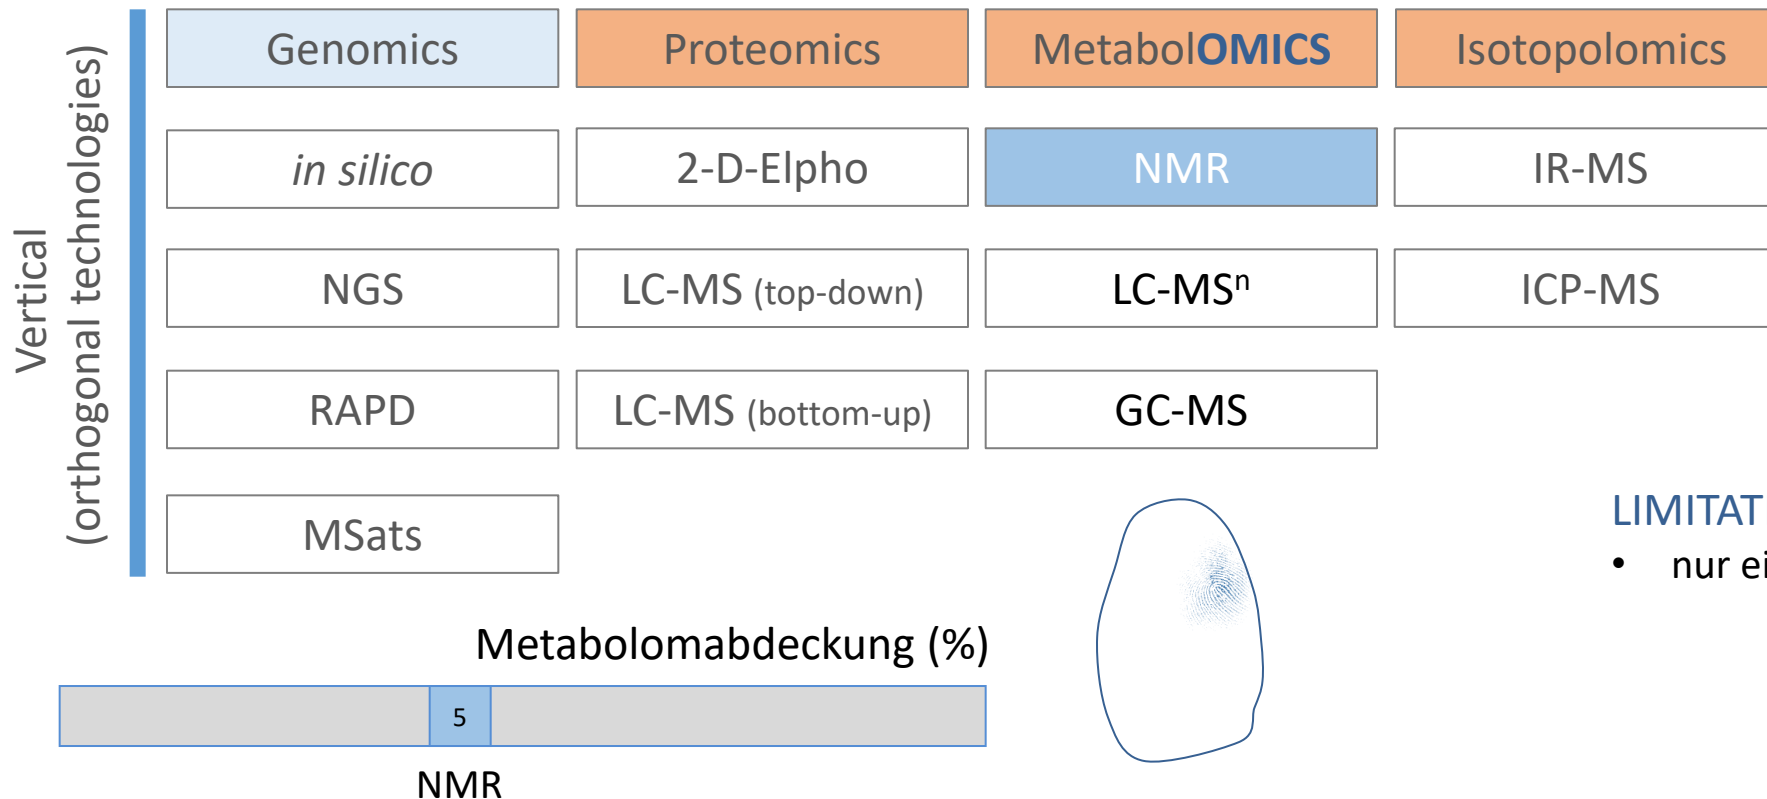 Genomics
Proteomics
MetabolOMICS
Isotopolomics
Vertical
(orthogonal technologies)
in silico
2-D-Elpho
NMR
IR-MS
NGS
LC-MS (top-down)
LC-MSⁿ
ICP-MS
RAPD
LC-MS (bottom-up)
GC-MS
MSats
LIMITAT
• nur ei
Metabolomabdeckung (%)
5
NMR